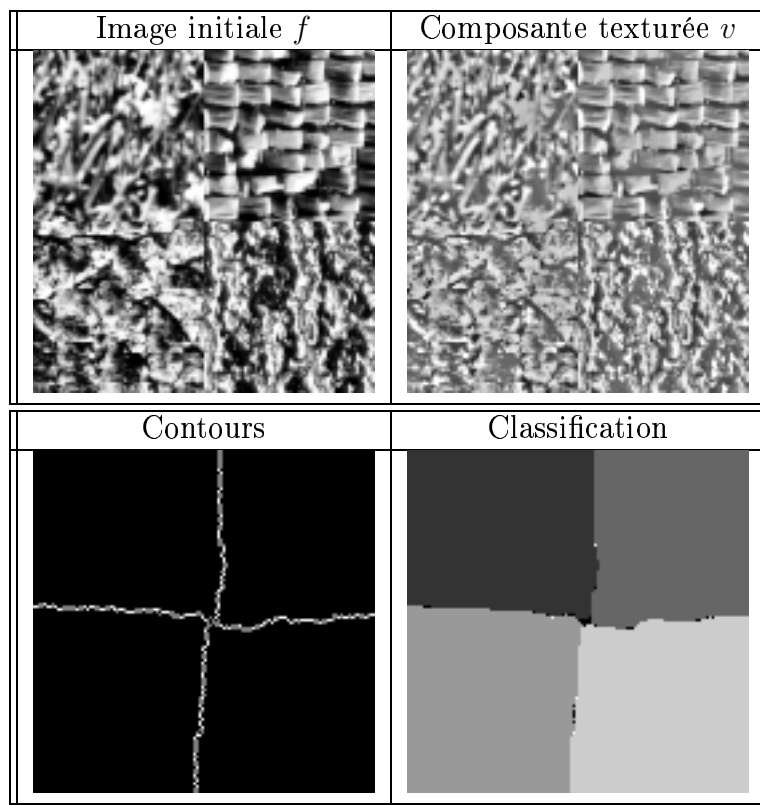 Image initiale f
Composante texturée v
Contours
Classification